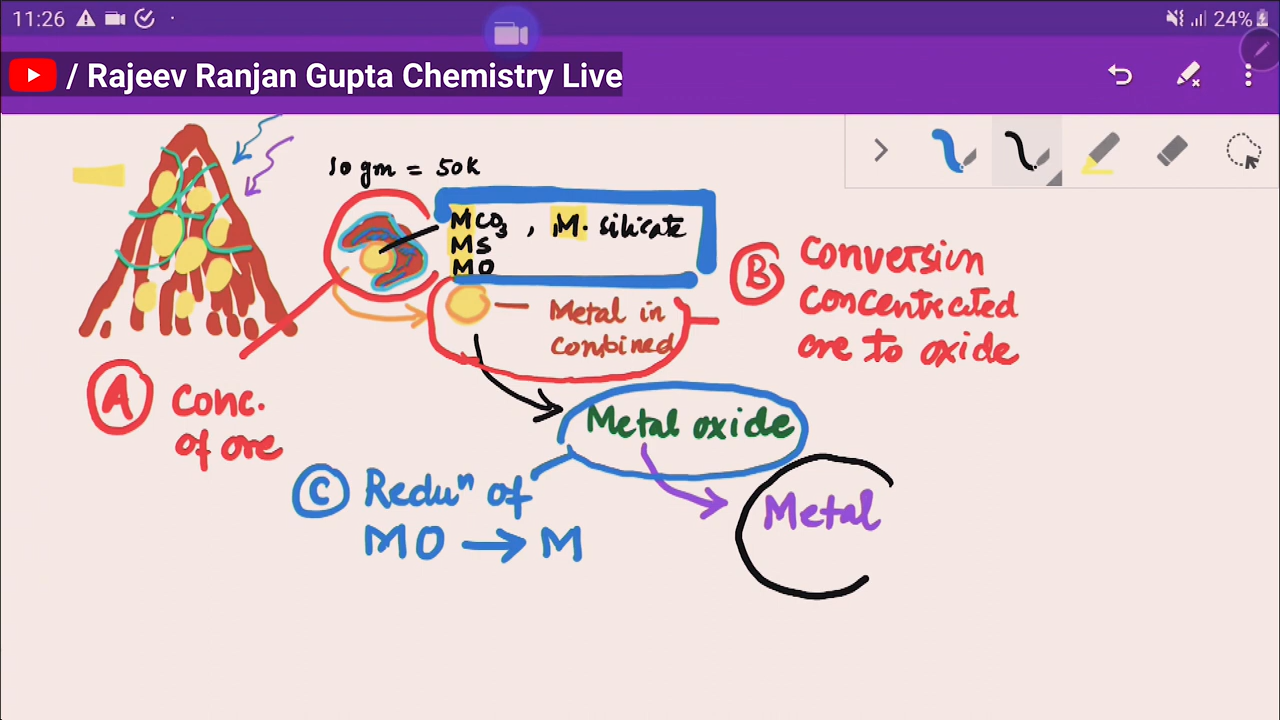 11:26
24%
/ Rajeev Ranjan Gupta Chemistry Live
10 gm = 50k
MCO3 , M. silicate
MS
MO
Metal in
combined
B Conversion
concentrated
ore to oxide
A Conc.
of ore
Metal oxide
C Reduⁿ of
MO → M
Metal